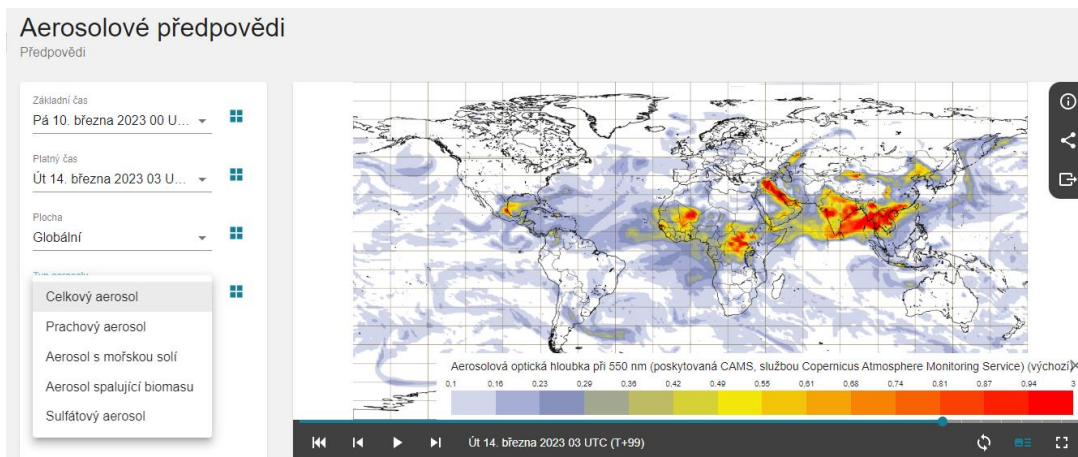 Aerosolové předpovědi
Předpovědi
Základní čas
Pá 10. března 2023 00 U...
Platný čas
Út 14. března 2023 03 U...
Plocha
Globální
Typ aerosolu
Celkový aerosol
Prachový aerosol
Aerosol s mořskou solí
Aerosol spalující biomasu
Sulfátový aerosol
Aerosolová optická hloubka při 550 nm (poskytovaná CAMS, službou Copernicus Atmosphere Monitoring Service) (výchozí)
0.1 0.16 0.23 0.29 0.36 0.42 0.49 0.55 0.61 0.68 0.74 0.81 0.87 0.94 3
Út 14. března 2023 03 UTC (T+99)